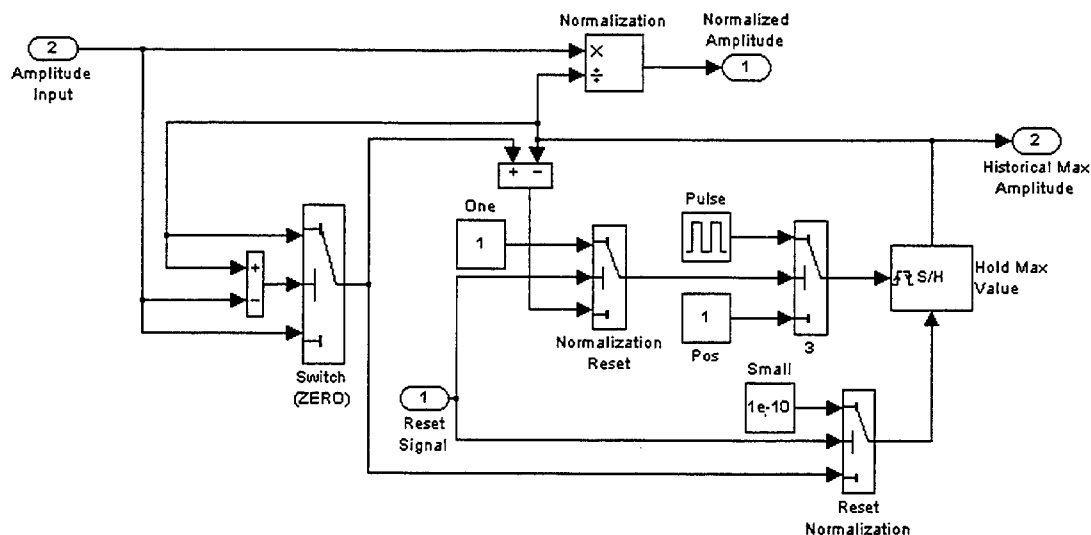 Normalization
Normalized
Amplitude
2
×
÷
1
Amplitude
Input
2
Historical Max
Amplitude
+ −
One
1
Pulse
S/H
Hold Max
Value
+
−
Normalization
Reset
1
Pos
3
Switch
(ZERO)
1
Reset
Signal
Small
1e-10
Reset
Normalization